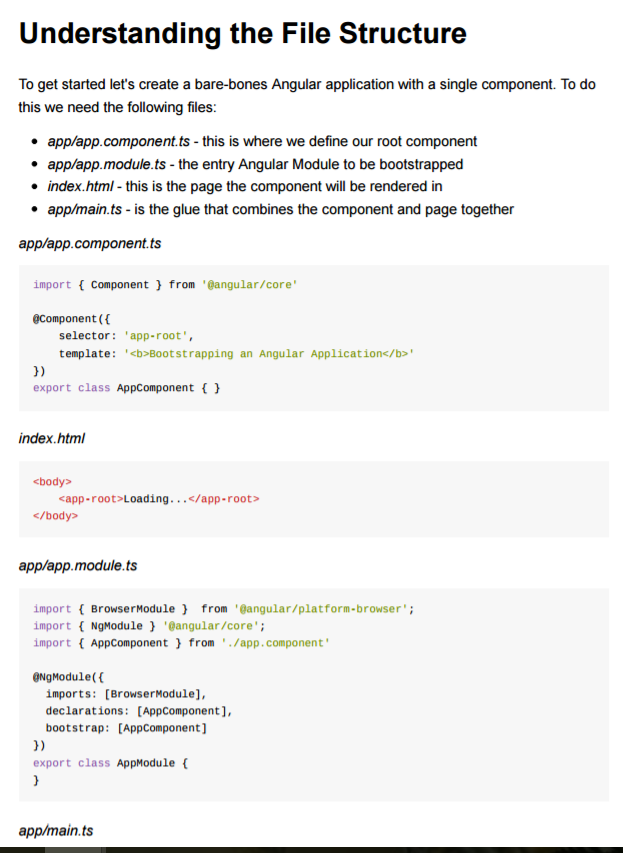 Understanding the File Structure
To get started let's create a bare-bones Angular application with a single component. To do
this we need the following files:
• app/app.component.ts - this is where we define our root component
• app/app.module.ts - the entry Angular Module to be bootstrapped
• index.html - this is the page the component will be rendered in
• app/main.ts - is the glue that combines the component and page together
app/app.component.ts
import { Component } from '@angular/core'
@Component({
    selector: 'app-root',
    template: '<b>Bootstrapping an Angular Application</b>'
})
export class AppComponent { }
index.html
<body>
    <app-root>Loading...</app-root>
</body>
app/app.module.ts
import { BrowserModule }  from '@angular/platform-browser';
import { NgModule } '@angular/core';
import { AppComponent } from './app.component'
@NgModule({
  imports: [BrowserModule],
  declarations: [AppComponent],
  bootstrap: [AppComponent]
})
export class AppModule {
}
app/main.ts